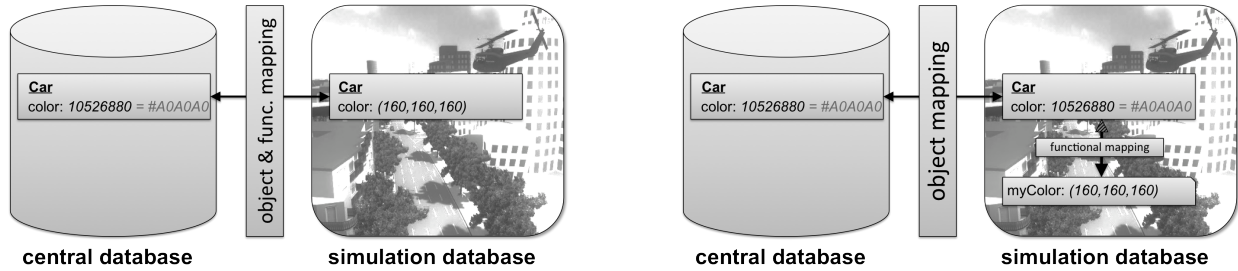 Car
color: 10526880 = #A0A0A0
object & func. mapping
Car
color: (160,160,160)
central database
simulation database
Car
color: 10526880 = #A0A0A0
object mapping
Car
color: 10526880 = #A0A0A0
functional mapping
myColor: (160,160,160)
central database
simulation database